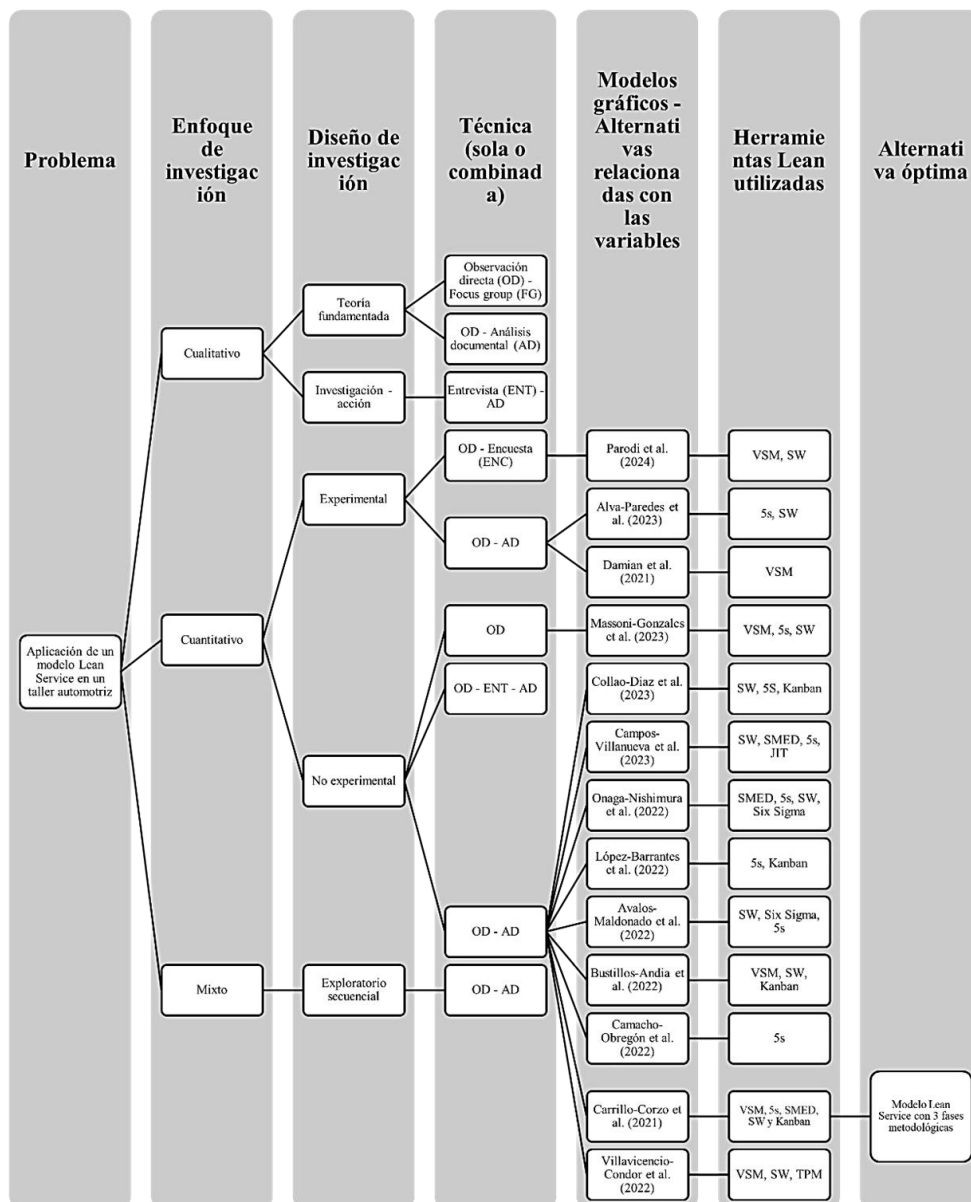 Problema
Enfoque
de
investigac
ión
Diseño de
investigac
ión
Técnica
(sola o
combinad
a)
Modelos
gráficos -
Alternati
vas
relaciona
das con
las
variables
Herramie
ntas Lean
utilizadas
Alternati
va óptima
Aplicación de un
modelo Lean
Service en un
taller automotriz
Cualitativo
Teoría
fundamentada
Observación
directa (OD) -
Focus group (FG)
OD - Análisis
documental (AD)
Investigación -
acción
Entrevista (ENT) -
AD
Cuantitativo
Experimental
OD - Encuesta
(ENC)
Parodi et al.
(2024)
VSM, SW
OD - AD
Alva-Paredes et
al. (2023)
5s, SW
Damian et al.
(2021)
VSM
No experimental
OD
Massoni-Gonzales
et al. (2023)
VSM, 5s, SW
OD - ENT - AD
OD - AD
Collao-Diaz et al.
(2023)
SW, 5S, Kanban
Campos-
Villanueva et al.
(2023)
SW, SMED, 5s,
JIT
Onaga-Nishimura
et al. (2022)
SMED, 5s, SW,
Six Sigma
López-Barrantes
et al. (2022)
5s, Kanban
Avalos-
Maldonado et al.
(2022)
SW, Six Sigma,
5s
Bustillos-Andia et
al. (2022)
VSM, SW,
Kanban
Camacho-
Obregón et al.
(2022)
5s
Carrillo-Corzo et
al. (2021)
VSM, 5s, SMED,
SW y Kanban
Modelo Lean
Service con 3 fases
metodológicas
Villavicencio-
Condor et al.
(2022)
VSM, SW, TPM
Mixto
Exploratorio
secuencial
OD - AD